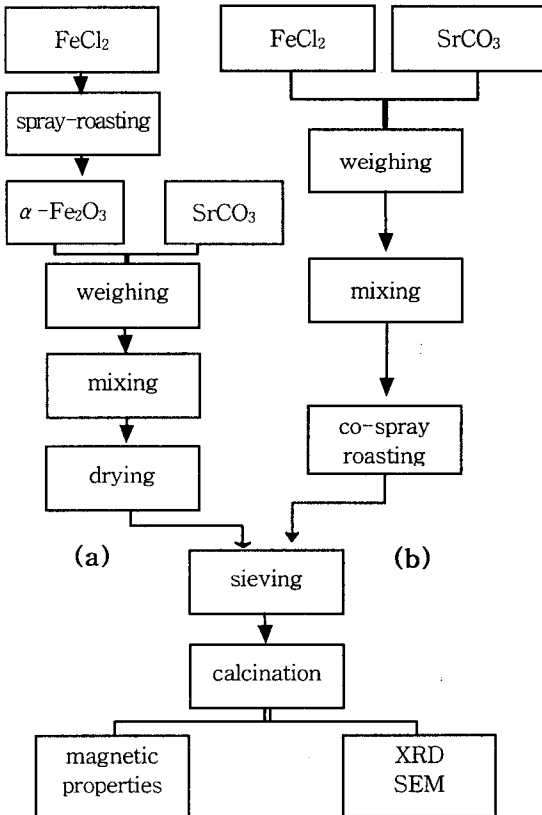 FeCl₂
spray-roasting
α-Fe₂O₃
SrCO₃
weighing
mixing
drying
(a)
FeCl₂
SrCO₃
weighing
mixing
co-spray
roasting
(b)
sieving
calcination
magnetic
properties
XRD
SEM